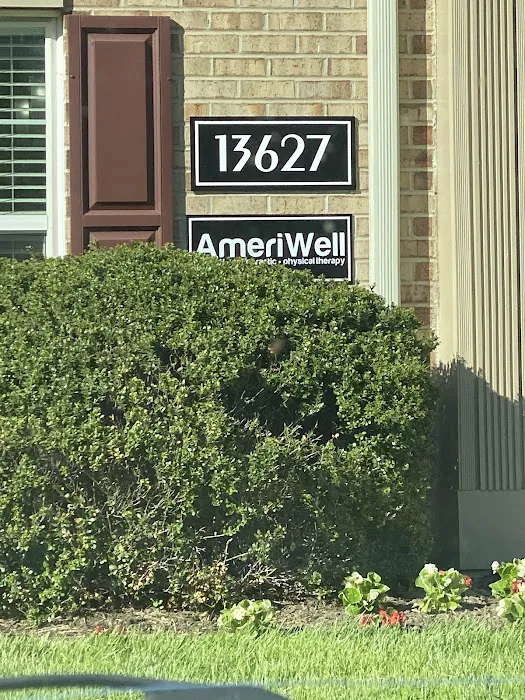 13627
AmeriWell
• physical therapy